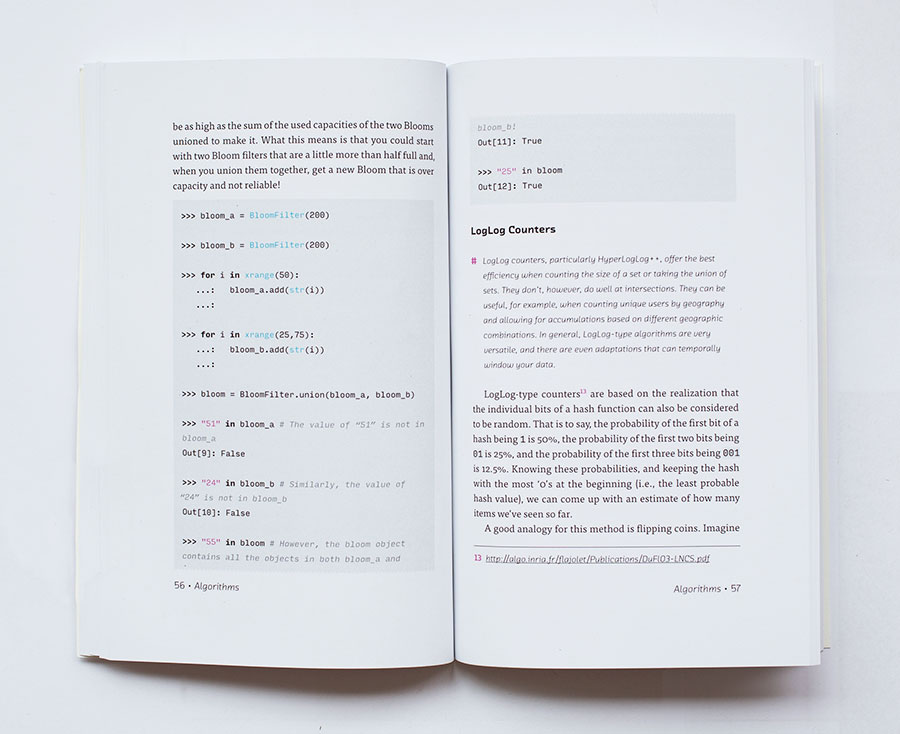 be as high as the sum of the used capacities of the two Blooms
unioned to make it. What this means is that you could start
with two Bloom filters that are a little more than half full and,
when you union them together, get a new Bloom that is over
capacity and not reliable!
>>> bloom_a = BloomFilter(200)
>>> bloom_b = BloomFilter(200)
>>> for i in xrange(50):
...: bloom_a.add(str(i))
...:
>>> for i in xrange(25,75):
...: bloom_b.add(str(i))
...:
>>> bloom = BloomFilter.union(bloom_a, bloom_b)
>>> "51" in bloom_a # The value of "51" is not in
bloom_a
Out[9]: False
>>> "24" in bloom_b # Similarly, the value of
"24" is not in bloom_b
Out[10]: False
>>> "55" in bloom # However, the bloom object
contains all the objects in both bloom_a and
56 • Algorithms
bloom_b!
Out[11]: True
>>> "25" in bloom
Out[12]: True
LogLog Counters
# LogLog counters, particularly HyperLogLog++, offer the best
efficiency when counting the size of a set or taking the union of
sets. They don't, however, do well at intersections. They can be
useful, for example, when counting unique users by geography
and allowing for accumulations based on different geographic
combinations. In general, LogLog-type algorithms are very
versatile, and there are even adaptations that can temporally
window your data.
LogLog-type counters13 are based on the realization that
the individual bits of a hash function can also be considered
to be random. That is to say, the probability of the first bit of a
hash being 1 is 50%, the probability of the first two bits being
01 is 25%, and the probability of the first three bits being 001
is 12.5%. Knowing these probabilities, and keeping the hash
with the most '0's at the beginning (i.e., the least probable
hash value), we can come up with an estimate of how many
items we've seen so far.
A good analogy for this method is flipping coins. Imagine
13 http://algo.inria.fr/flajolet/Publications/DuFl03-LNCS.pdf
Algorithms • 57